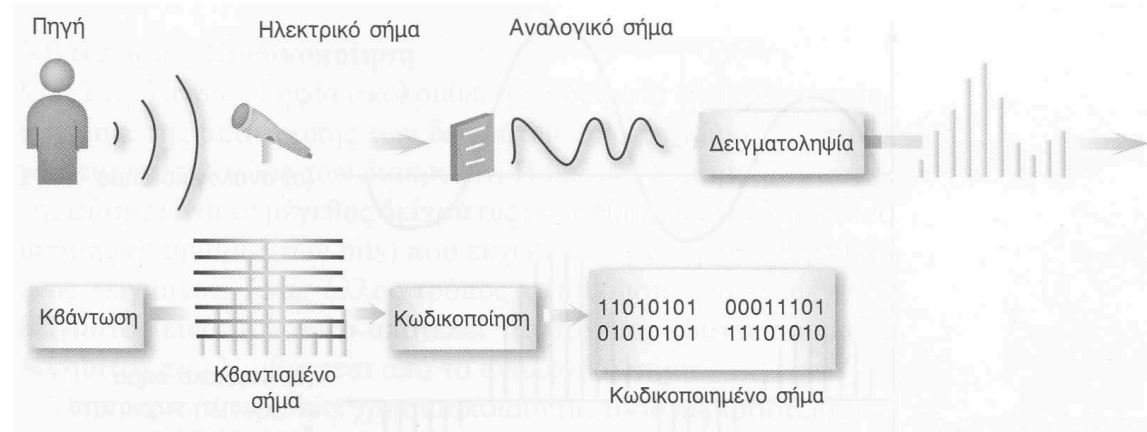 Πηγή
Ηλεκτρικό σήμα
Αναλογικό σήμα
Δειγματοληψία
Κβάντωση
Κβαντισμένο
σήμα
Κωδικοποίηση
11010101 00011101
01010101 11101010
Κωδικοποιημένο σήμα